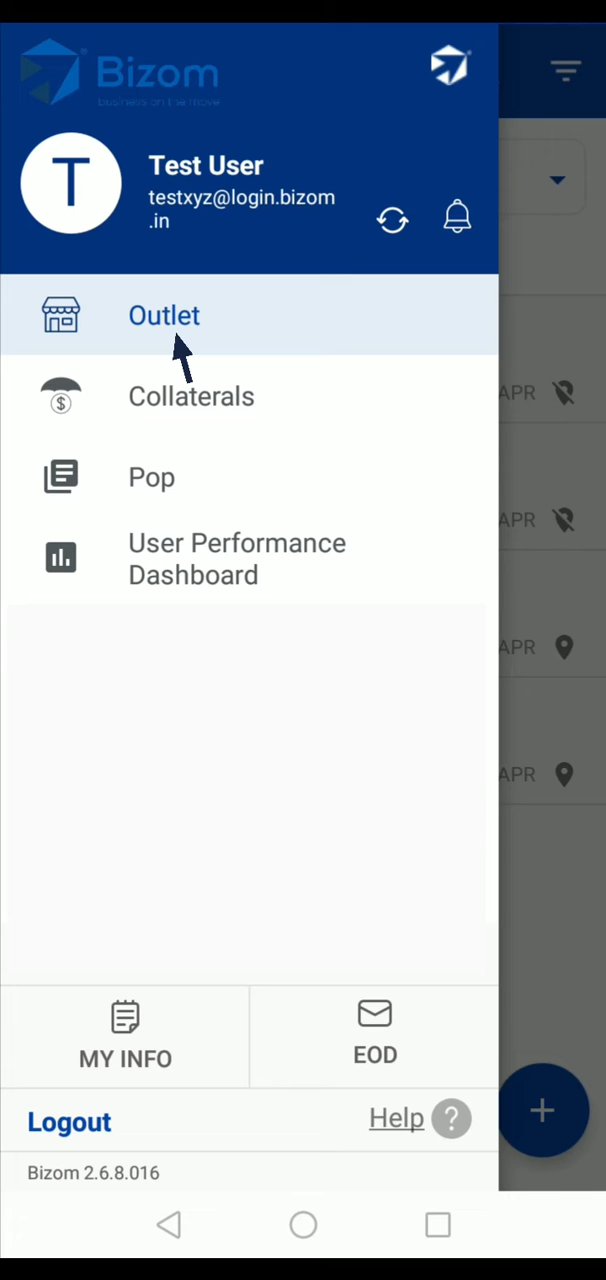 Bizom
business on the move
T
Test User
testxyz@login.bizom
.in
Outlet
Collaterals
APR
Pop
APR
User Performance
Dashboard
APR
APR
MY INFO
EOD
Logout
Help ?
Bizom 2.6.8.016